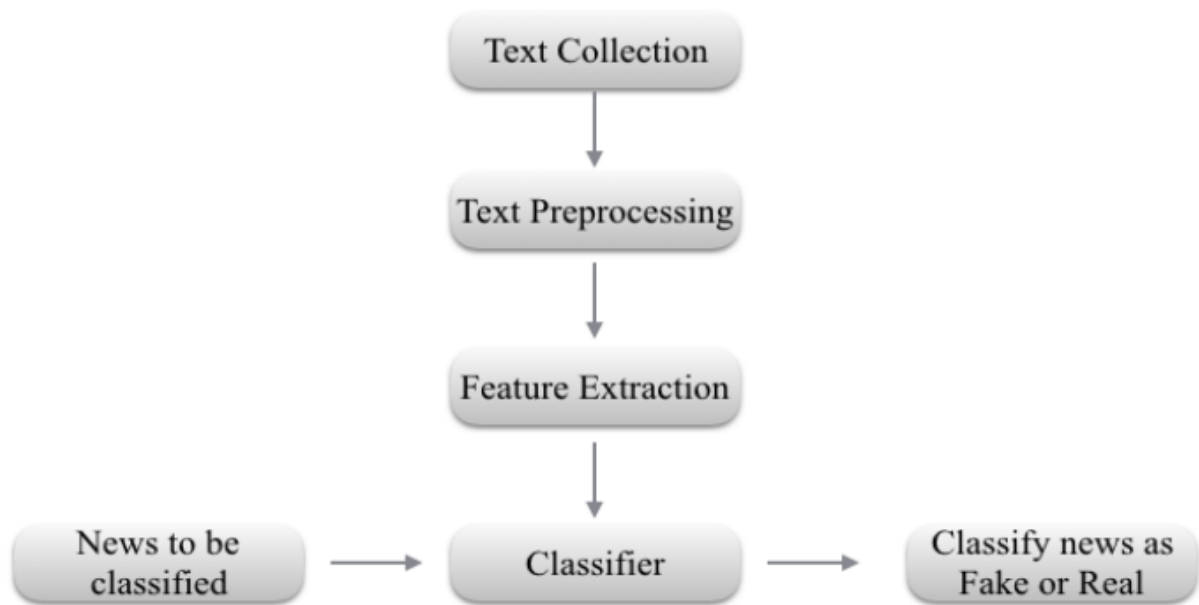 Text Collection
Text Preprocessing
Feature Extraction
News to be
classified
Classifier
Classify news as
Fake or Real